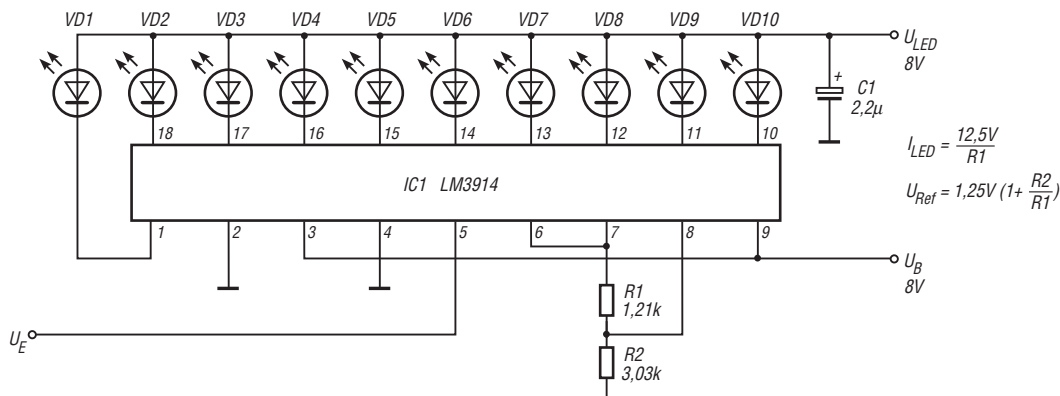 VD1 VD2 VD3 VD4 VD5 VD6 VD7 VD8 VD9 VD10
U_LED
8V
+
C1
2,2µ
18 17 16 15 14 13 12 11 10
I_LED = 12,5V / R1
IC1 LM3914
U_Ref = 1,25V (1+ R2 / R1)
1 2 3 4 5 6 7 8 9
U_B
8V
R1
1,21k
U_E
R2
3,03k